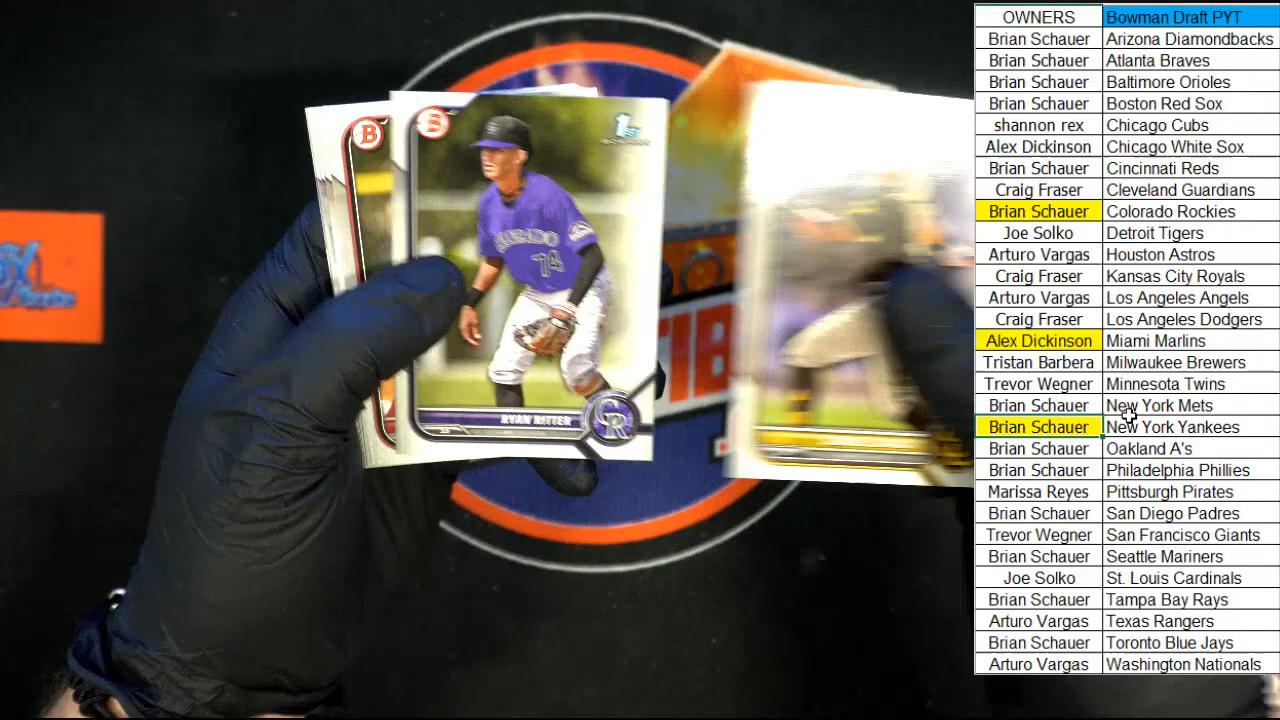 OWNERS Bowman Draft PYT
Brian Schauer Arizona Diamondbacks
Brian Schauer Atlanta Braves
Brian Schauer Baltimore Orioles
Brian Schauer Boston Red Sox
shannon rex Chicago Cubs
Alex Dickinson Chicago White Sox
Brian Schauer Cincinnati Reds
Craig Fraser Cleveland Guardians
Brian Schauer Colorado Rockies
Joe Solko Detroit Tigers
Arturo Vargas Houston Astros
Craig Fraser Kansas City Royals
Arturo Vargas Los Angeles Angels
Craig Fraser Los Angeles Dodgers
Alex Dickinson Miami Marlins
Tristan Barbera Milwaukee Brewers
Trevor Wegner Minnesota Twins
Brian Schauer New York Mets
Brian Schauer New York Yankees
Brian Schauer Oakland A's
Brian Schauer Philadelphia Phillies
Marissa Reyes Pittsburgh Pirates
Brian Schauer San Diego Padres
Trevor Wegner San Francisco Giants
Brian Schauer Seattle Mariners
Joe Solko St. Louis Cardinals
Brian Schauer Tampa Bay Rays
Arturo Vargas Texas Rangers
Brian Schauer Toronto Blue Jays
Arturo Vargas Washington Nationals
B
B
1ST
74
RYAN RITTER
CR
TIB